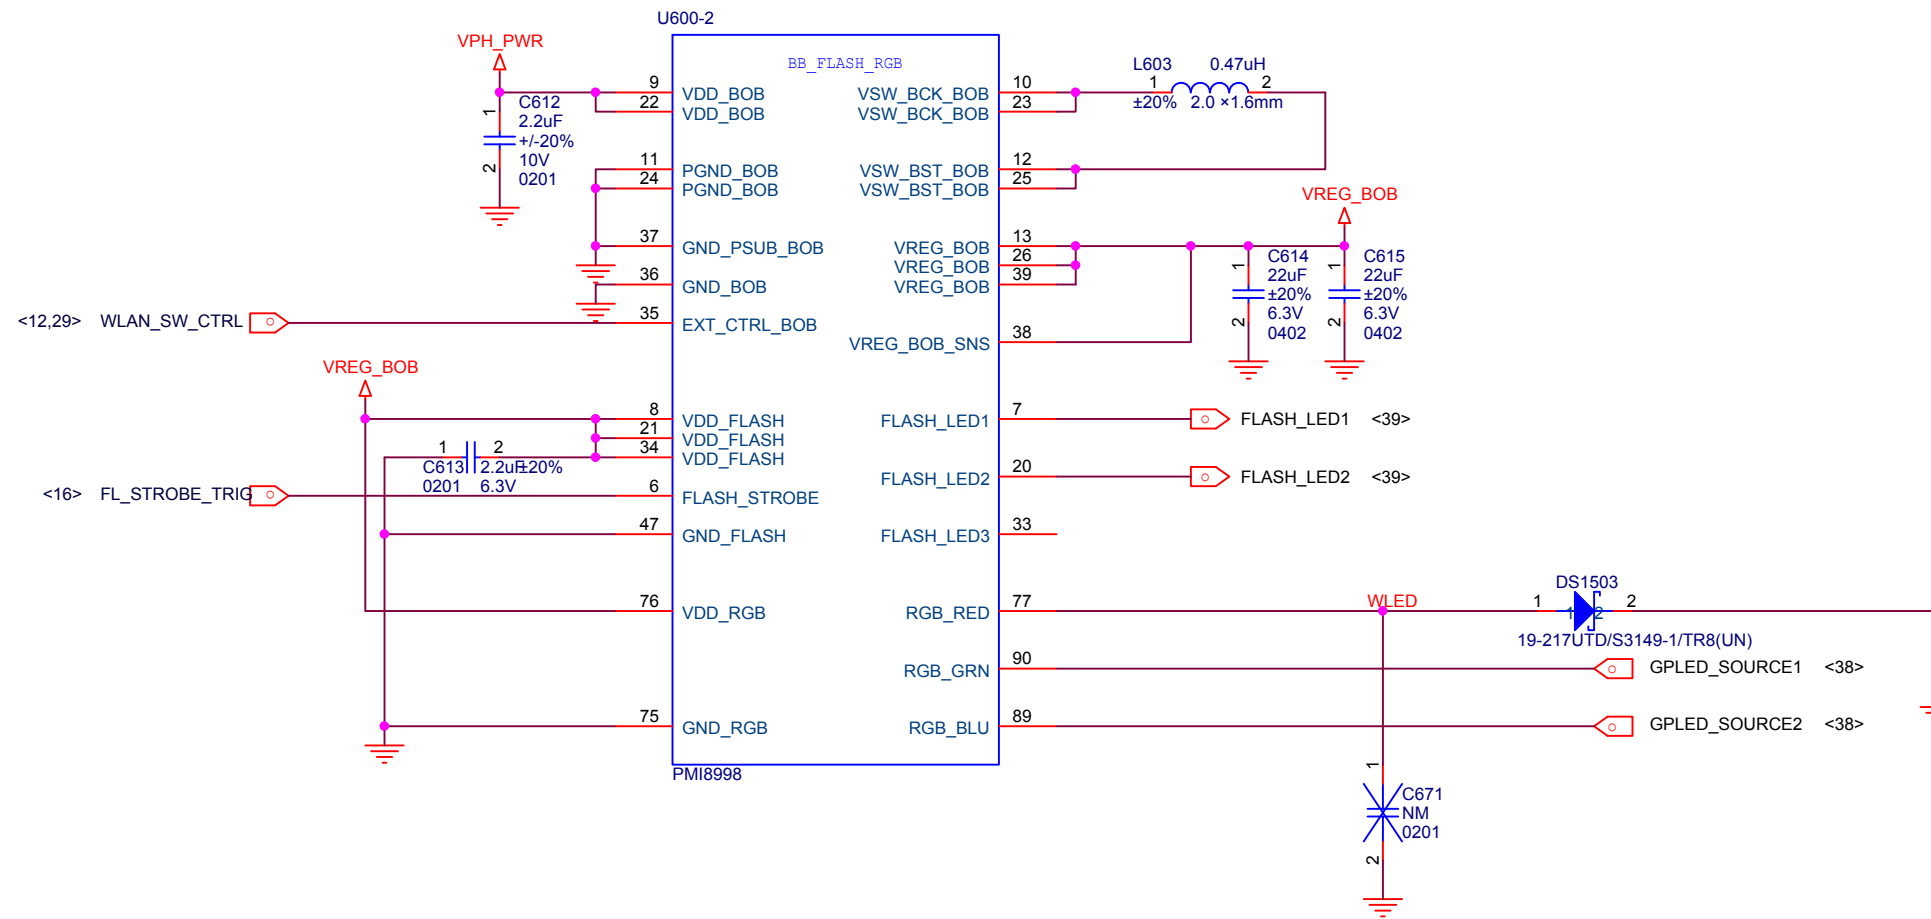 U600-2
BB_FLASH_RGB
VPH_PWR
C612
2.2uF
+/-20%
10V
0201
1
2
9 VDD_BOB
22 VDD_BOB
11 PGND_BOB
24 PGND_BOB
37 GND_PSUB_BOB
36 GND_BOB
<12,29> WLAN_SW_CTRL
35 EXT_CTRL_BOB
VREG_BOB
8 VDD_FLASH
21 VDD_FLASH
34 VDD_FLASH
1 2
C613 2.2uF±20%
0201 6.3V
<16> FL_STROBE_TRIG
6 FLASH_STROBE
47 GND_FLASH
76 VDD_RGB
75 GND_RGB
PMI8998
VSW_BCK_BOB 10
VSW_BCK_BOB 23
L603 0.47uH
1 2
±20% 2.0 ×1.6mm
VSW_BST_BOB 12
VSW_BST_BOB 25
VREG_BOB
VREG_BOB 13
VREG_BOB 26
VREG_BOB 39
VREG_BOB_SNS 38
C614
22uF
±20%
6.3V
0402
1
2
C615
22uF
±20%
6.3V
0402
1
2
FLASH_LED1 7
FLASH_LED1 <39>
FLASH_LED2 20
FLASH_LED2 <39>
FLASH_LED3 33
RGB_RED 77
WLED
DS1503
1 2
1 2
19-217UTD/S3149-1/TR8(UN)
RGB_GRN 90
GPLED_SOURCE1 <38>
RGB_BLU 89
GPLED_SOURCE2 <38>
1
C671
NM
0201
2